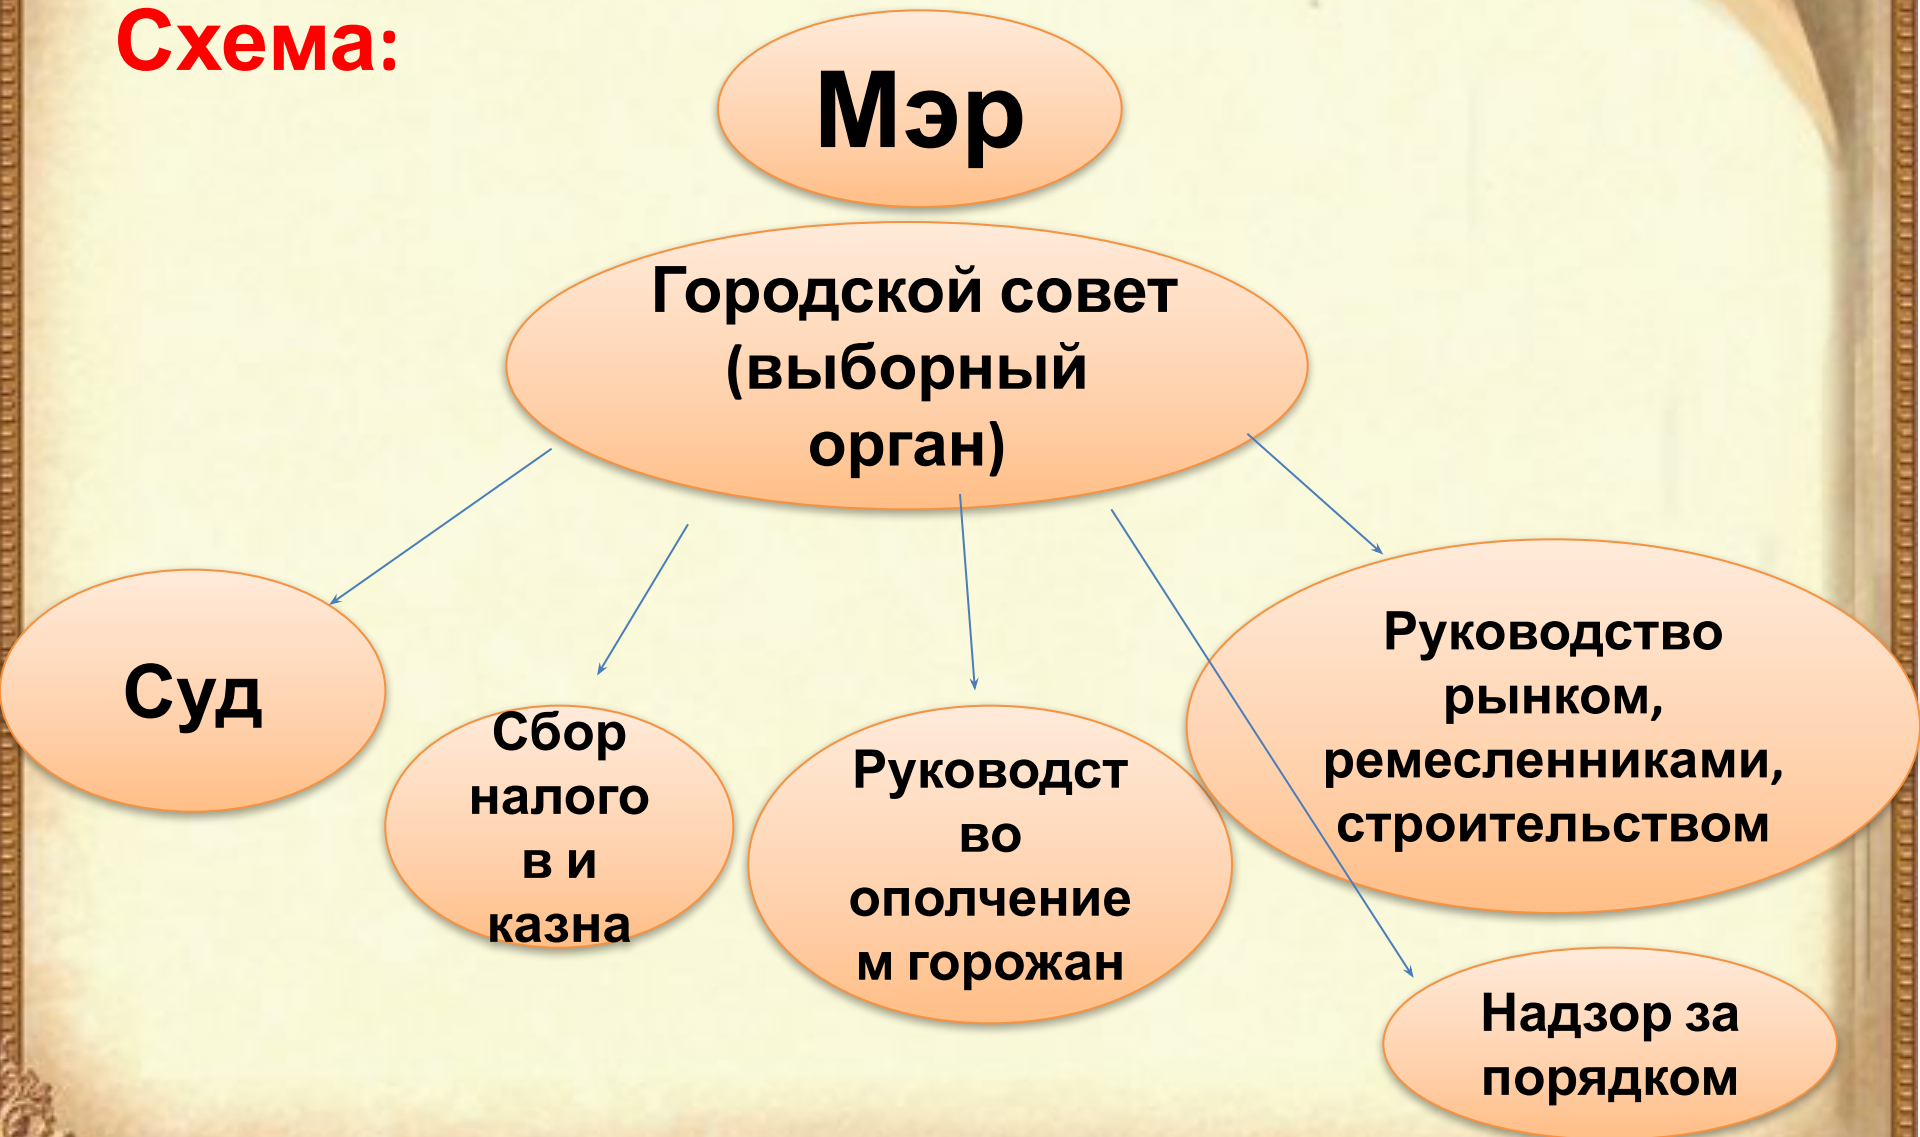 Схема:
Мэр
Городской совет
(выборный
орган)
Суд
Сбор
налого
в и
казна
Руководст
во
ополчение
м горожан
Руководство
рынком,
ремесленниками,
строительством
Надзор за
порядком